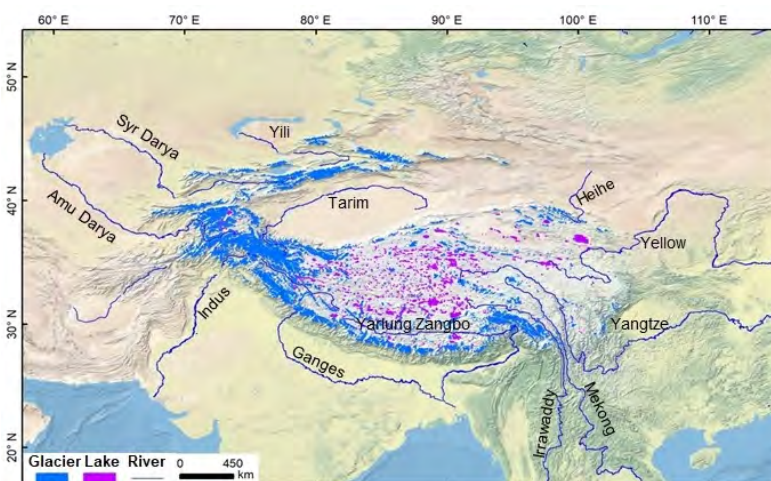 60° E 70° E 80° E 90° E 100° E 110° E
50° N
40° N
30° N
20° N
Syr Darya
Yili
Amu Darya
Tarim
Heihe
Yellow
Indus
Yarlung Zangbo
Yangtze
Ganges
Irrawaddy
Mekong
Glacier Lake River 0 450
km